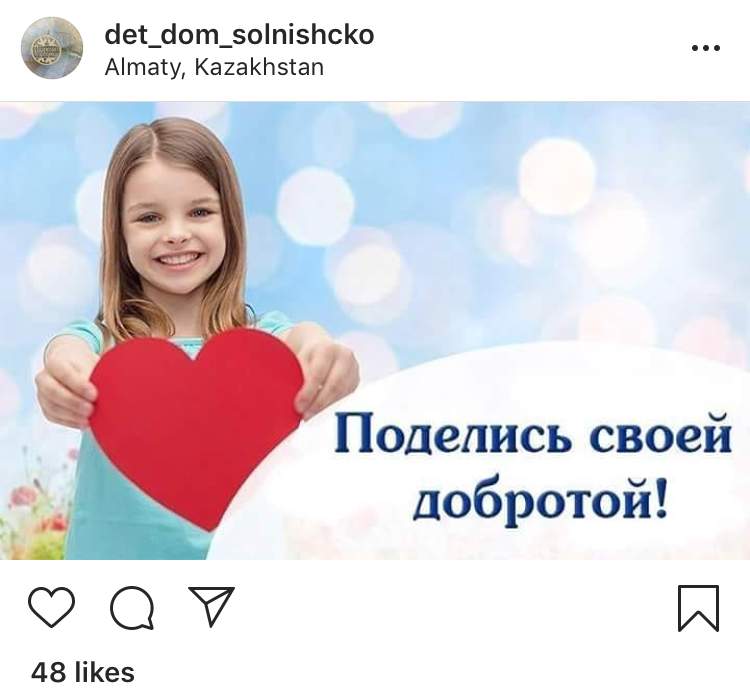 det_dom_solnishcko
Almaty, Kazakhstan
Поделись своей
добротой!
48 likes